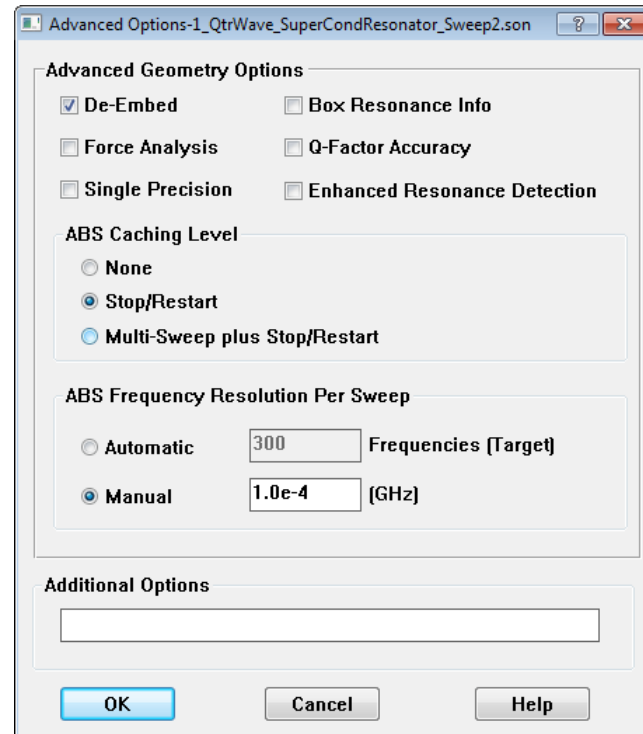 Advanced Options-1_QtrWave_SuperCondResonator_Sweep2.son
Advanced Geometry Options
De-Embed Box Resonance Info
Force Analysis Q-Factor Accuracy
Single Precision Enhanced Resonance Detection
ABS Caching Level
None
Stop/Restart
Multi-Sweep plus Stop/Restart
ABS Frequency Resolution Per Sweep
Automatic 300 Frequencies (Target)
Manual 1.0e-4 (GHz)
Additional Options
OK Cancel Help